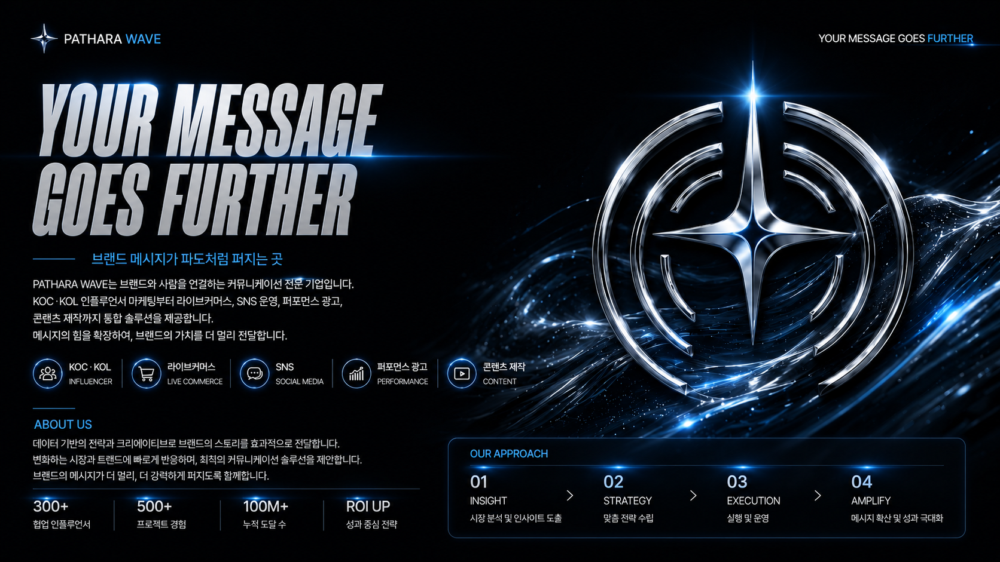 PATHARA WAVE
YOUR MESSAGE GOES FURTHER
YOUR MESSAGE
GOES FURTHER
브랜드 메시지가 파도처럼 퍼지는 곳
PATHARA WAVE는 브랜드와 사람을 연결하는 커뮤니케이션 전문 기업입니다.
KOC · KOL 인플루언서 마케팅부터 라이브커머스, SNS 운영, 퍼포먼스 광고,
콘랜츠 제작까지 통합 솔루션을 제공합니다.
메시지의 힘을 확장하여, 브랜드의 가치를 더 멀리 전달합니다.
KOC · KOL
INFLUENCER
라이브커머스
LIVE COMMERCE
SNS
SOCIAL MEDIA
퍼포먼스 광고
PERFORMANCE
콘랜츠 제작
CONTENT
ABOUT US
데이터 기반의 전략과 크리에이티브로 브랜드의 스토리를 효과적으로 전달합니다.
변화하는 시장과 트랜드에 빠로게 반응하며, 최척의 커뮤니케이션 솔루션을 제안합니다.
브랜드의 메시지가 더 멀리, 더 강력하게 퍼지도록 함께합니다.
300+
협업 인플루언서
500+
프로젝트 경험
100M+
누적 도달 수
ROI UP
성과 중심 전략
OUR APPROACH
01
INSIGHT
시장 분석 및 인사이트 도출
02
STRATEGY
맞춤 전략 수립
03
EXECUTION
실행 및 운영
04
AMPLIFY
메시지 확산 및 성과 극대화